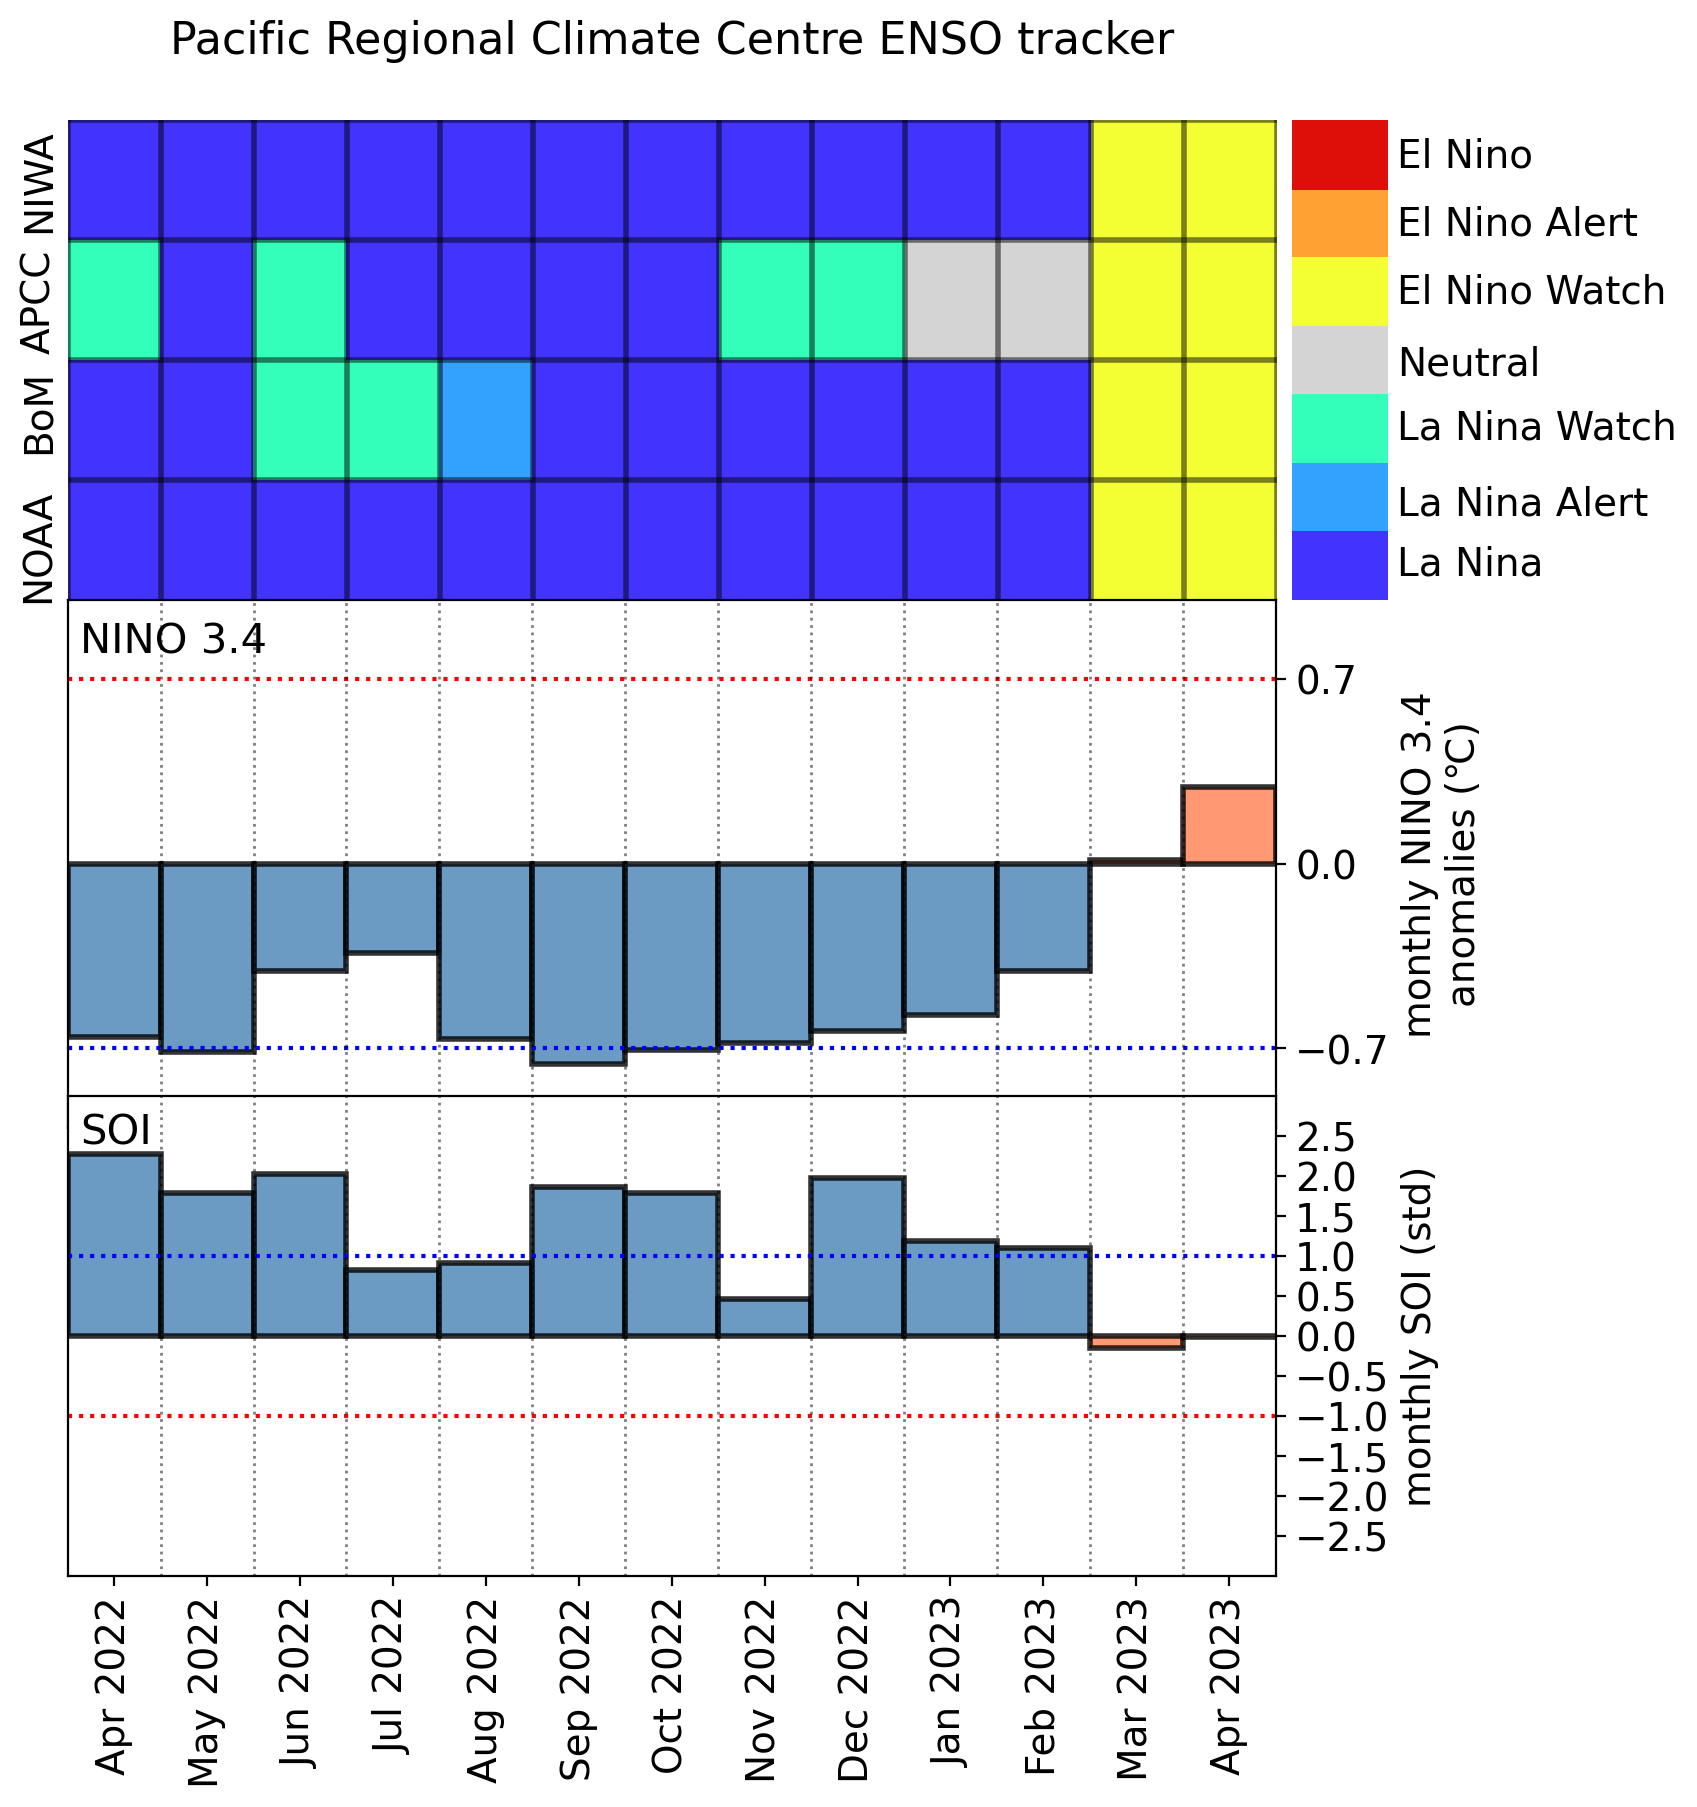 Pacific Regional Climate Centre ENSO tracker
NIWA
APCC
BoM
NOAA
El Nino
El Nino Alert
El Nino Watch
Neutral
La Nina Watch
La Nina Alert
La Nina
NINO 3.4
0.7
0.0
−0.7
monthly NINO 3.4
anomalies (°C)
SOI
2.5
2.0
1.5
1.0
0.5
0.0
−0.5
−1.0
−1.5
−2.0
−2.5
monthly SOI (std)
Apr 2022
May 2022
Jun 2022
Jul 2022
Aug 2022
Sep 2022
Oct 2022
Nov 2022
Dec 2022
Jan 2023
Feb 2023
Mar 2023
Apr 2023